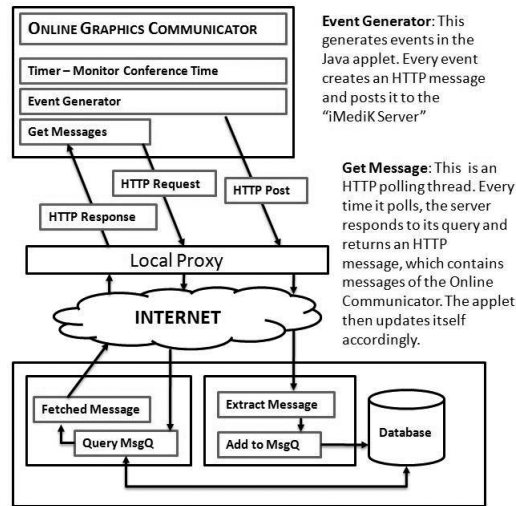 ONLINE GRAPHICS COMMUNICATOR
Timer – Monitor Conference Time
Event Generator
Get Messages
HTTP Request
HTTP Post
HTTP Response
Local Proxy
INTERNET
Fetched Message
Query MsgQ
Extract Message
Add to MsgQ
Database
Event Generator: This
generates events in the
Java applet. Every event
creates an HTTP message
and posts it to the
"iMediK Server"
Get Message: This is an
HTTP polling thread. Every
time it polls, the server
responds to its query and
returns an HTTP
message, which contains
messages of the Online
Communicator. The applet
then updates itself
accordingly.